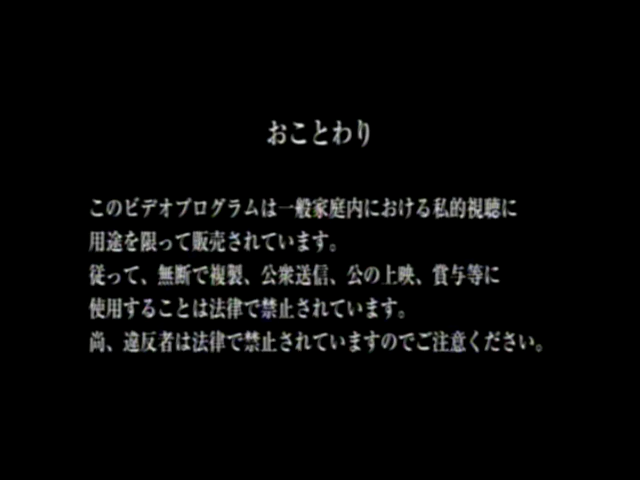 おことわり
このビデオプログラムは一般家庭内における私的視聴に
用途を限って販売されています。
従って、無断で複製、公衆送信、公の上映、賞与等に
使用することは法律で禁止されています。
尚、違反者は法律で禁止されていますのでご注意ください。